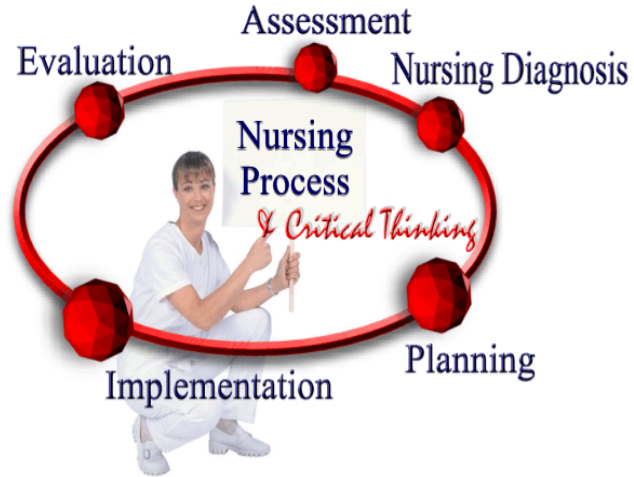 Assessment
Evaluation
Nursing Diagnosis
Nursing
Process
& Critical Thinking
Planning
Implementation